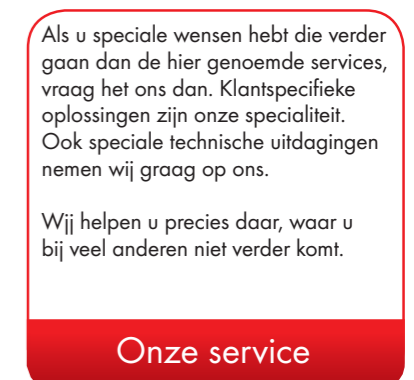 Als u speciale wensen hebt die verder
gaan dan de hier genoemde services,
vraag het ons dan. Klantspecifieke
oplossingen zijn onze specialiteit.
Ook speciale technische uitdagingen
nemen wij graag op ons.
Wjj helpen u precies daar, waar u
bij veel anderen niet verder komt.
Onze service